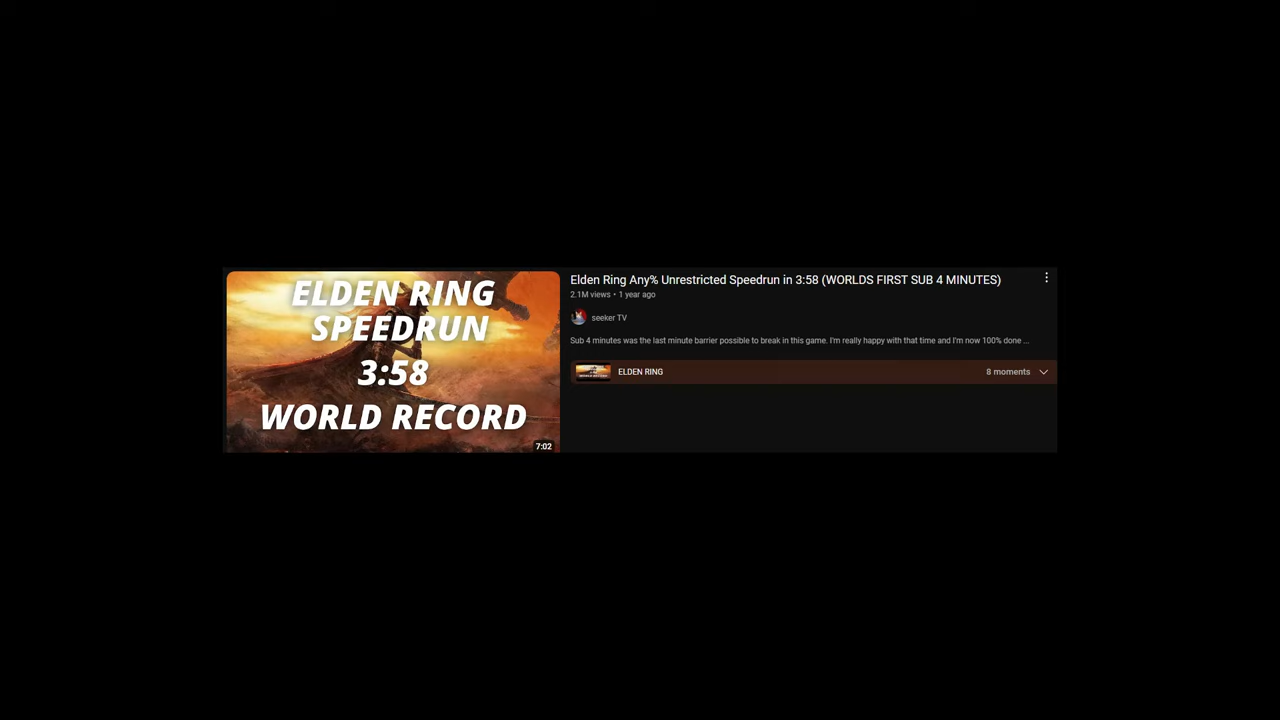 ELDEN RING
SPEEDRUN
3:58
WORLD RECORD
7:02
Elden Ring Any% Unrestricted Speedrun in 3:58 (WORLDS FIRST SUB 4 MINUTES)
2.1M views • 1 year ago
seeker TV
Sub 4 minutes was the last minute barrier possible to break in this game. I'm really happy with that time and I'm now 100% done ...
ELDEN RING
8 moments